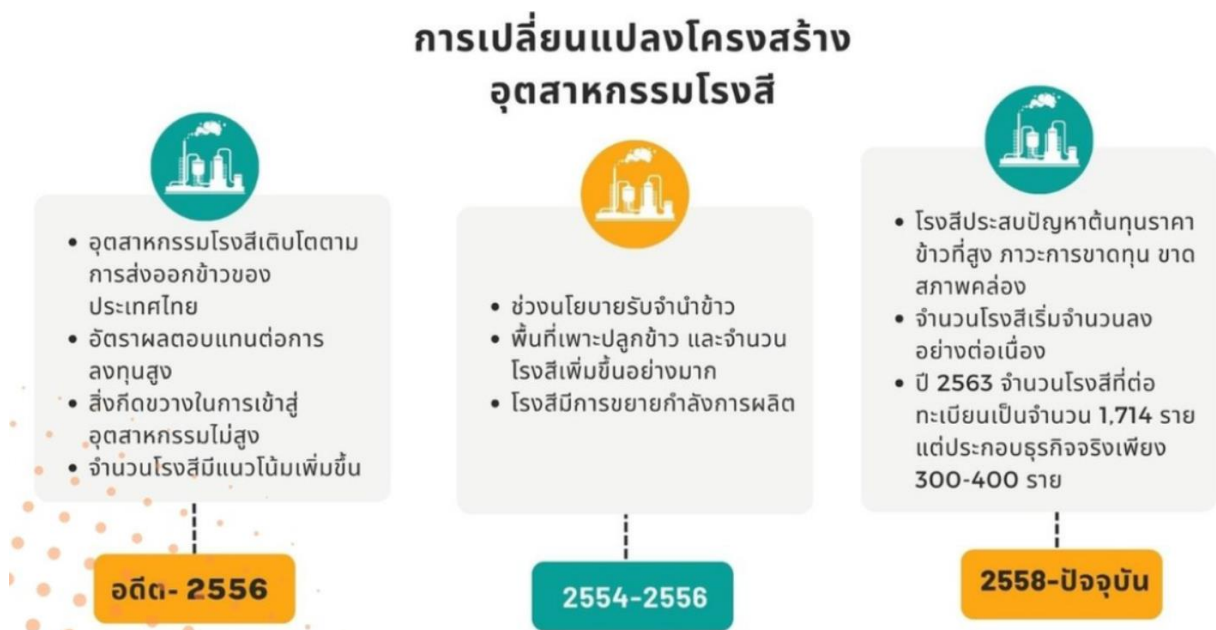 การเปลี่ยนแปลงโครงสร้าง
อุตสาหกรรมโรงสี
• อุตสาหกรรมโรงสีเติบโตตาม
การส่งออกข้าวของ
ประเทศไทย
• อัตราผลตอบแทนต่อการ
ลงทุนสูง
• สิ่งกีดขวางในการเข้าสู่
อุตสาหกรรมไม่สูง
• จำนวนโรงสีมีแนวโน้มเพิ่มขึ้น
อดีต- 2556
• ช่วงนโยบายรับจำนำข้าว
• พื้นที่เพาะปลูกข้าว และจำนวน
โรงสีเพิ่มขึ้นอย่างมาก
• โรงสีมีการขยายกำลังการผลิต
2554-2556
• โรงสีประสบปัญหาต้นทุนราคา
ข้าวที่สูง ภาวะการขาดทุน ขาด
สภาพคล่อง
• จำนวนโรงสีเริ่มจำนวนลง
อย่างต่อเนื่อง
• ปี 2563 จำนวนโรงสีที่ต่อ
ทะเบียนเป็นจำนวน 1,714 ราย
แต่ประกอบธุรกิจจริงเพียง
300-400 ราย
2558-ปัจจุบัน